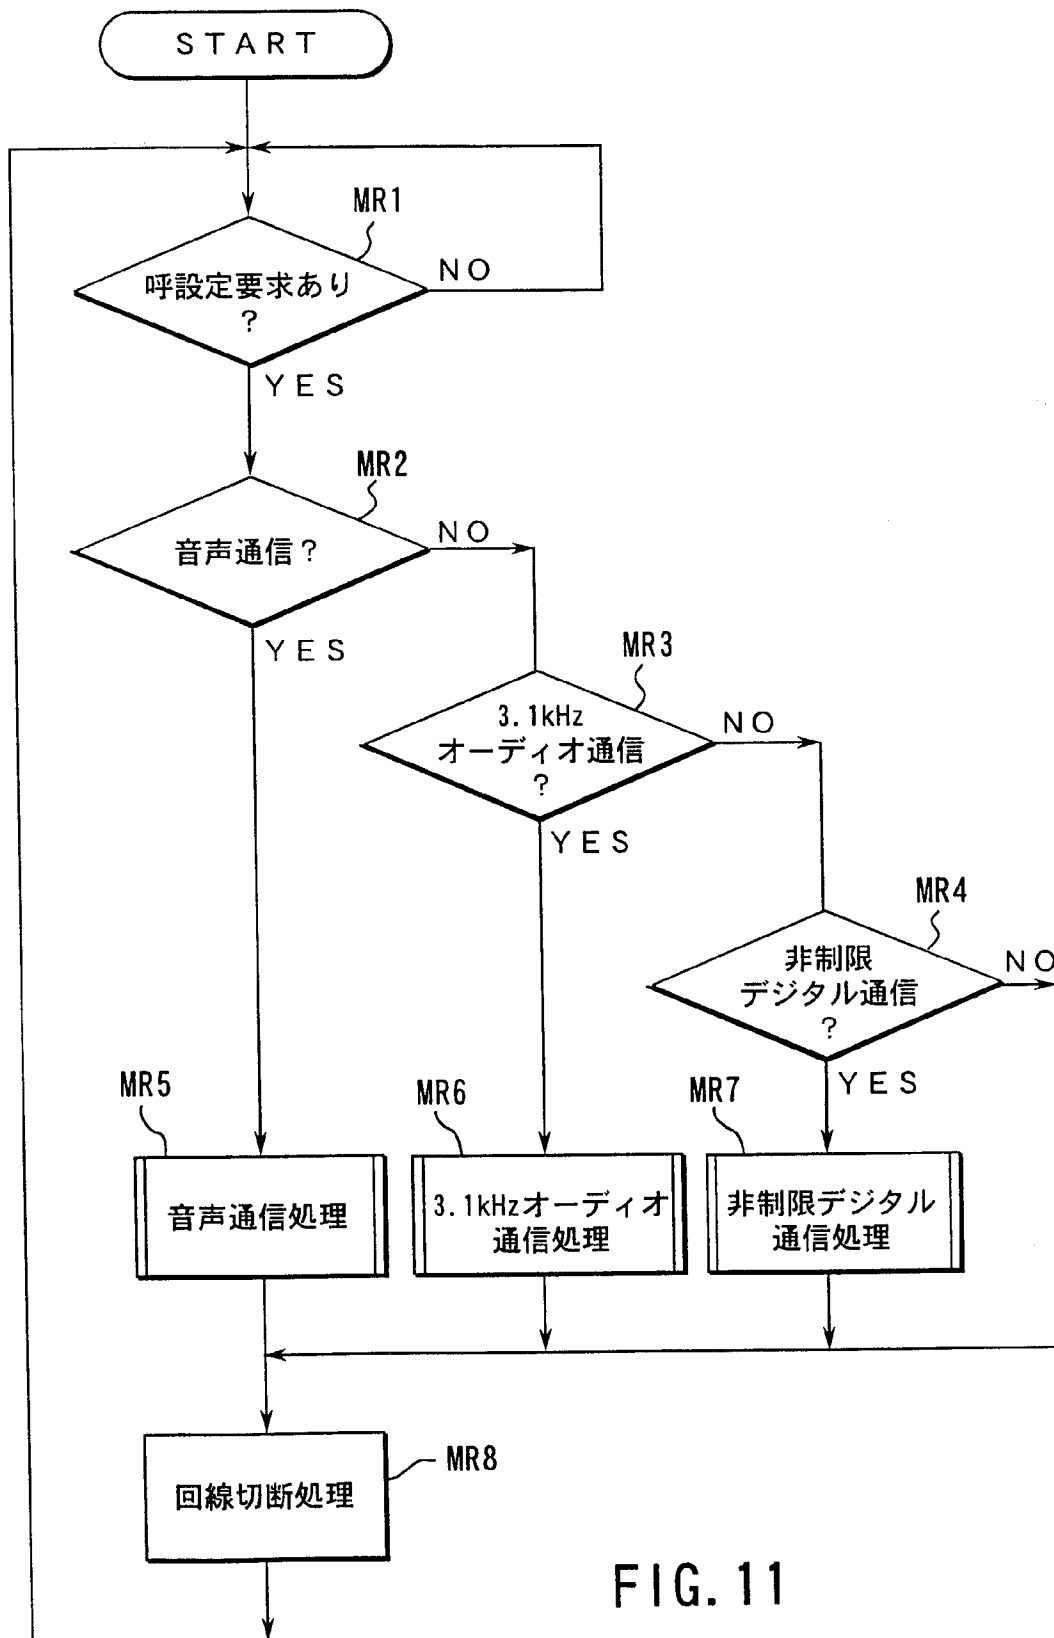 START
MR1
呼設定要求あり
?
NO
YES
MR2
音声通信?
NO
YES
MR3
3.1kHz
オーディオ通信
?
NO
YES
MR4
非制限
デジタル通信
?
NO
YES
MR5
音声通信処理
MR6
3.1kHzオーディオ
通信処理
MR7
非制限デジタル
通信処理
MR8
回線切断処理
FIG. 11